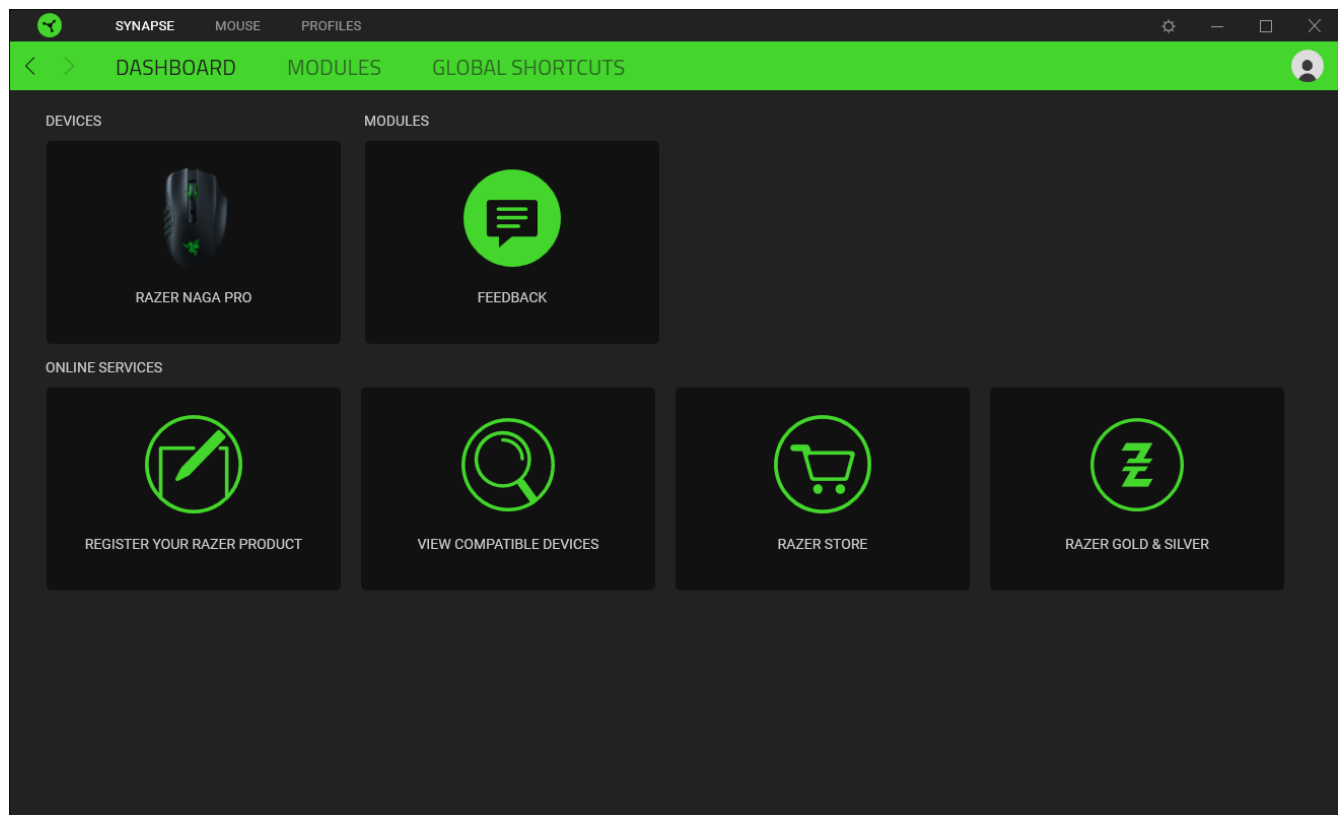 SYNAPSE MOUSE PROFILES
DASHBOARD MODULES GLOBAL SHORTCUTS
DEVICES MODULES
RAZER NAGA PRO FEEDBACK
ONLINE SERVICES
REGISTER YOUR RAZER PRODUCT VIEW COMPATIBLE DEVICES RAZER STORE RAZER GOLD & SILVER